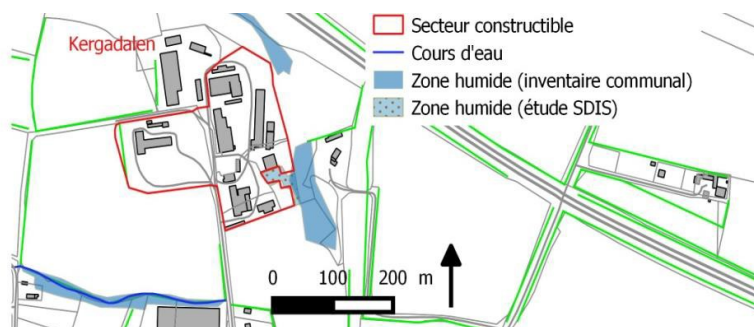 Kergadalen
Secteur constructible
Cours d'eau
Zone humide (inventaire communal)
Zone humide (étude SDIS)
0 100 200 m